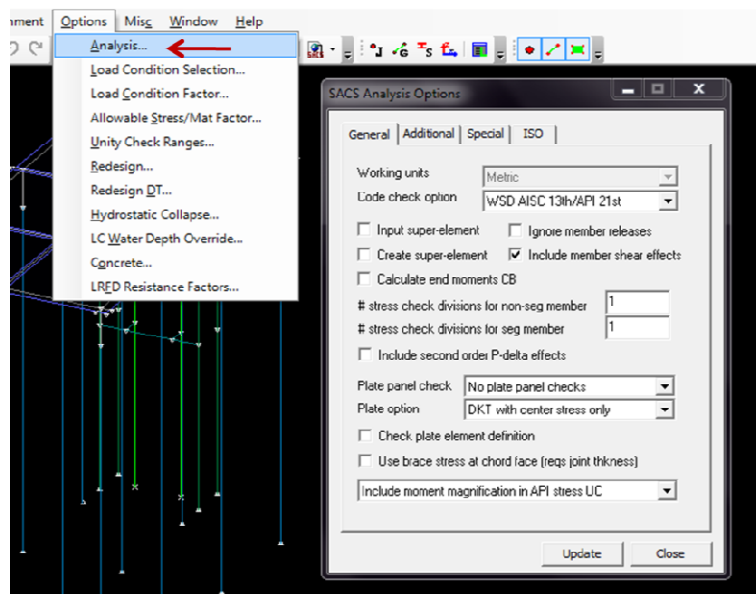 nment Options Misc Window Help
Analysis...
Load Condition Selection...
Load Condition Factor...
Allowable Stress/Mat Factor...
Unity Check Ranges...
Redesign...
Redesign DT...
Hydrostatic Collapse...
LC Water Depth Override...
Concrete...
LRFD Resistance Factors...
SACS Analysis Options
General Additional Special ISO
Working units Metric
Code check option WSD AISC 13th/API 21st
Input super-element Ignore member releases
Create super-element Include member shear effects
Calculate end moments CB
# stress check divisions for non-seg member 1
# stress check divisions for seg member 1
Include second order P-delta effects
Plate panel check No plate panel checks
Plate option DKT with center stress only
Check plate element definition
Use brace stress at chord face (reqs joint thkness)
Include moment magnification in API stress UC
Update Close